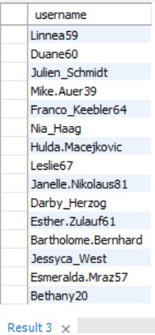 username
Linnea59
Duane60
Julien_Schmidt
Mike.Auer39
Franco_Keebler64
Nia_Haag
Hulda.Macejkovic
Leslie67
Janelle.Nikolaus81
Darby_Herzog
Esther.Zulauf61
Bartholome.Bernhard
Jessyca_West
Esmeralda.Mraz57
Bethany20
Result 3 ×